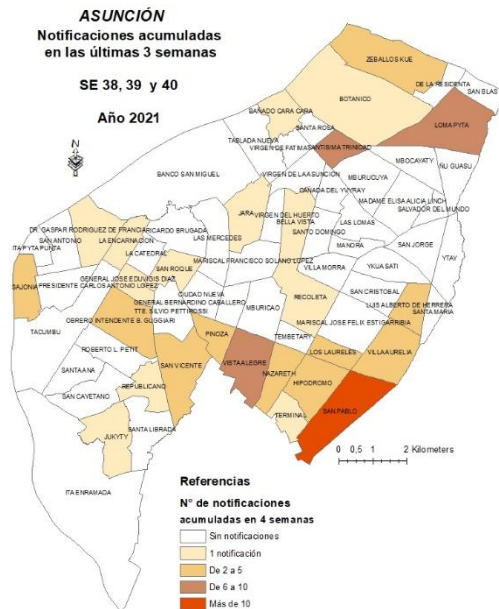 ASUNCIÓN
Notificaciones acumuladas
en las últimas 3 semanas
SE 38, 39 y 40
Año 2021
N
ZEBALLOS KUE
DE LA RESIDENTA
SAN BLAS
BOTANICO
BAÑADO CARA CARA
LOMA PYTA
SANTA ROSA
TABLADA NUEVA
VIRGEN DE FATIMA
SANTISIMA TRINIDAD
MBOCAYATY
ÑU GUASU
BANCO SAN MIGUEL
VIRGEN DE LA ASUNCION
MBURUCUYA
CAÑADA DEL YVYRAY
MADAME ELISA ALICIA LINCH
SALVADOR DEL MUNDO
JARA
VIRGEN DEL HUERTO
BELLA VISTA
LAS LOMAS
SANTO DOMINGO
DR. GASPAR RODRIGUEZ DE FRANCIA
RICARDO BRUGADA
LAS MERCEDES
MANORA
SAN JORGE
YTAY
ITA PYTA PUNTA
SAN ANTONIO
LA ENCARNACION
LA CATEDRAL
MARISCAL FRANCISCO SOLANO LOPEZ
VILLA MORRA
YKUA SATI
SAN ROQUE
GENERAL JOSE EDUVIGIS DIAZ
SAJONIA
PRESIDENTE CARLOS ANTONIO LOPEZ
CIUDAD NUEVA
RECOLETA
SAN CRISTOBAL
GENERAL BERNARDINO CABALLERO
LUIS ALBERTO DE HERRERA
TTE. SILVIO PETTIROSSI
MBURICAO
SANTA MARIA
OBRERO INTENDENTE B. GUGGIARI
MARISCAL JOSE FELIX ESTIGARRIBIA
TACUMBU
PINOZA
TEMBETARY
ROBERTO L. PETIT
LOS LAURELES
VILLA AURELIA
SAN VICENTE
VISTA ALEGRE
NAZARETH
SANTA ANA
HIPODROMO
REPUBLICANO
SAN CAYETANO
SAN PABLO
TERMINAL
SANTA LIBRADA
JUKYTY
ITA ENRAMADA
0 0,5 1 2 Kilometers
Referencias
N° de notificaciones
acumuladas en 4 semanas
Sin notificaciones
1 notificación
De 2 a 5
De 6 a 10
Más de 10